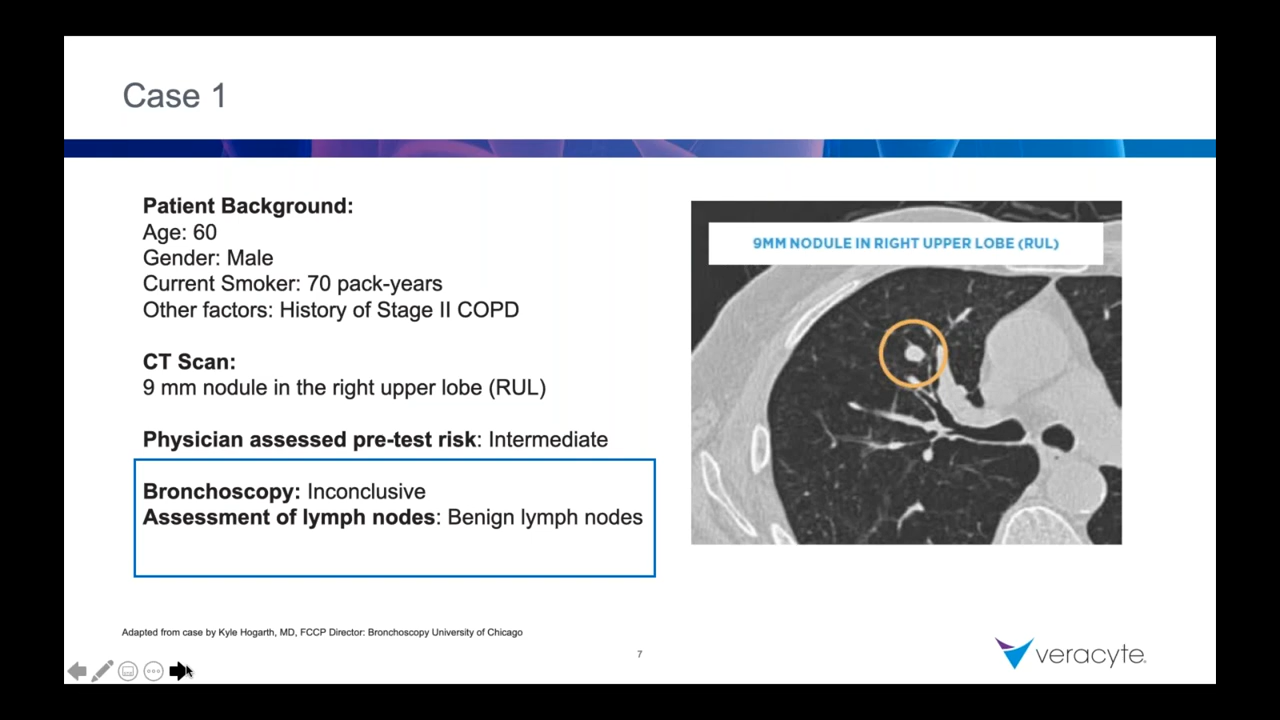 Case 1
Patient Background:
Age: 60
Gender: Male
Current Smoker: 70 pack-years
Other factors: History of Stage II COPD
CT Scan:
9 mm nodule in the right upper lobe (RUL)
Physician assessed pre-test risk: Intermediate
Bronchoscopy: Inconclusive
Assessment of lymph nodes: Benign lymph nodes
9MM NODULE IN RIGHT UPPER LOBE (RUL)
Adapted from case by Kyle Hogarth, MD, FCCP Director: Bronchoscopy University of Chicago
7
veracyte.